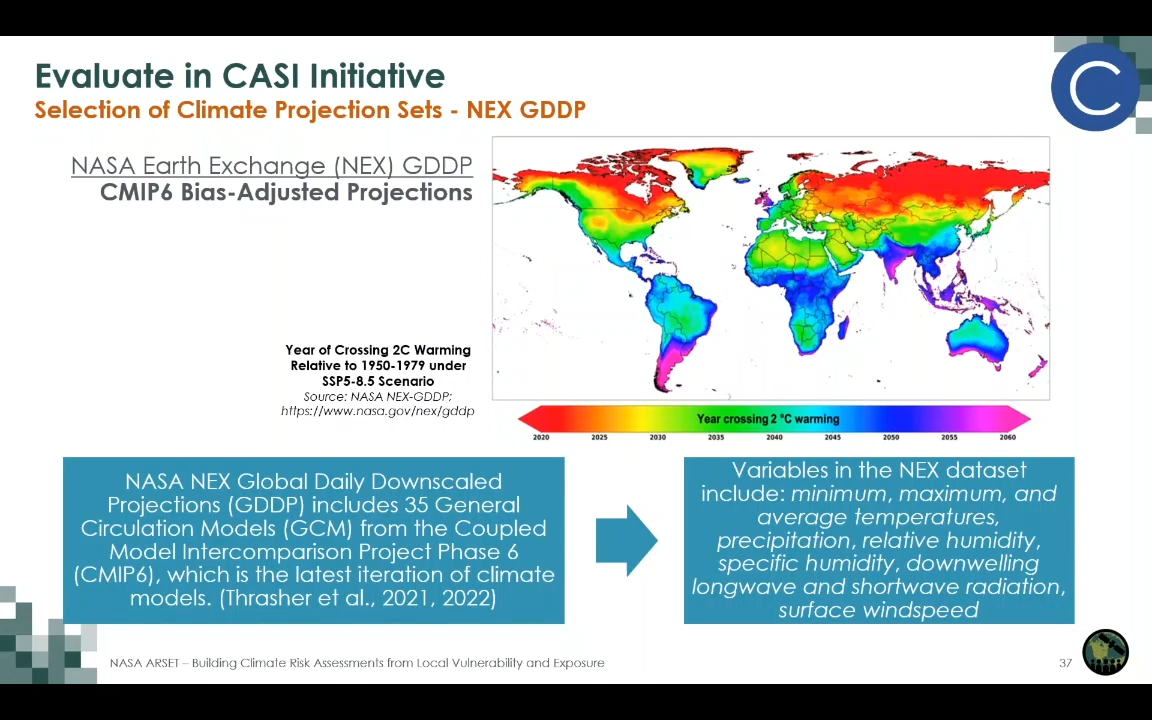 Evaluate in CASI Initiative
Selection of Climate Projection Sets - NEX GDDP
C
NASA Earth Exchange (NEX) GDDP
CMIP6 Bias-Adjusted Projections
Year of Crossing 2C Warming
Relative to 1950-1979 under
SSP5-8.5 Scenario
Source: NASA NEX-GDDP;
https://www.nasa.gov/nex/gddp
Year crossing 2 °C warming
2020 2025 2030 2035 2040 2045 2050 2055 2060
NASA NEX Global Daily Downscaled
Projections (GDDP) includes 35 General
Circulation Models (GCM) from the Coupled
Model Intercomparison Project Phase 6
(CMIP6), which is the latest iteration of climate
models. (Thrasher et al., 2021, 2022)
Variables in the NEX dataset
include: minimum, maximum, and
average temperatures,
precipitation, relative humidity,
specific humidity, downwelling
longwave and shortwave radiation,
surface windspeed
NASA ARSET – Building Climate Risk Assessments from Local Vulnerability and Exposure
37